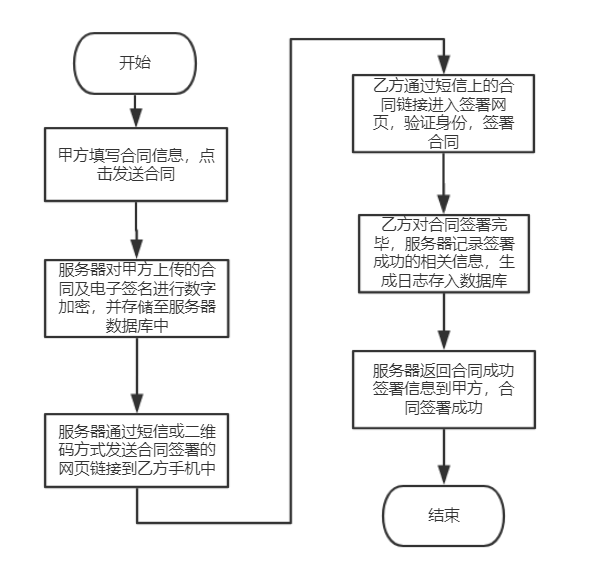 开始
甲方填写合同信息，点
击发送合同
服务器对甲方上传的合
同及电子签名进行数字
加密，并存储至服务器
数据库中
服务器通过短信或二维
码方式发送合同签署的
网页链接到乙方手机中
乙方通过短信上的合
同链接进入签署网
页，验证身份，签署
合同
乙方对合同签署完
毕，服务器记录签署
成功的相关信息，生
成日志存入数据库
服务器返回合同成功
签署信息到甲方，合
同签署成功
结束